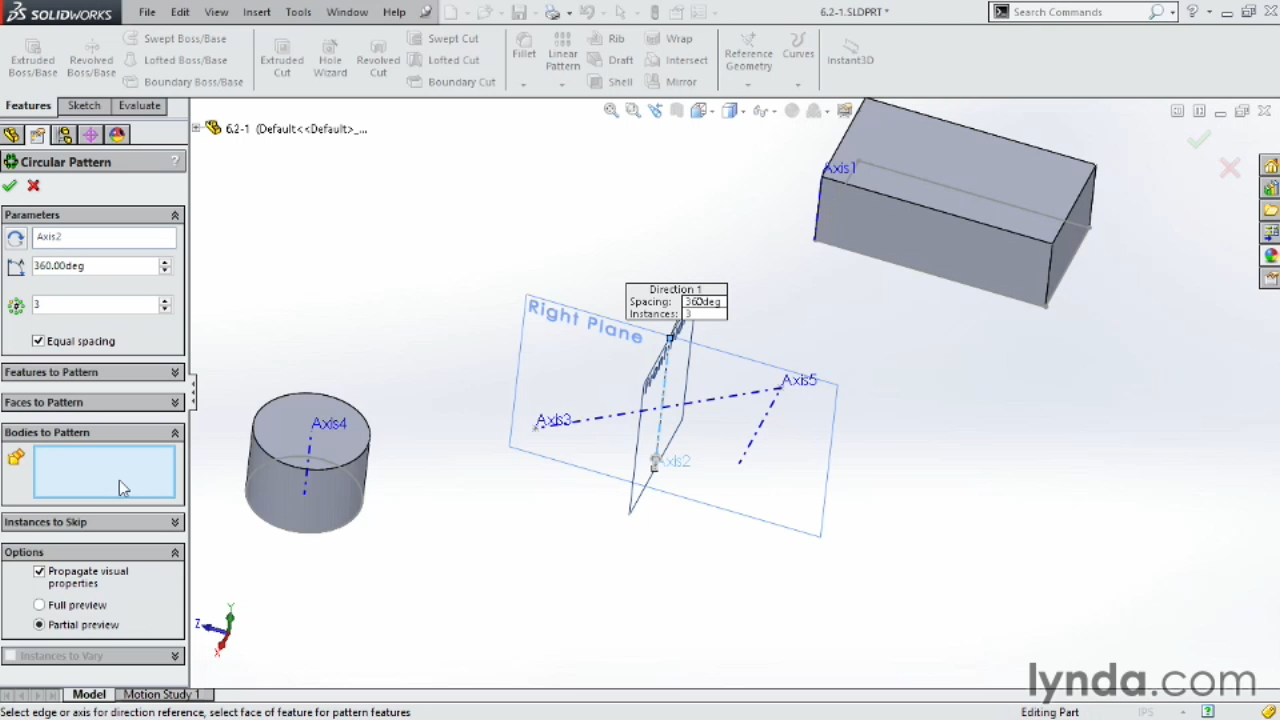 SOLIDWORKS File Edit View Insert Tools Window Help 6.2-1.SLDPRT * Search Commands ?
Extruded Boss/Base
Revolved Boss/Base
Swept Boss/Base
Lofted Boss/Base
Boundary Boss/Base
Extruded Cut
Hole Wizard
Revolved Cut
Swept Cut
Lofted Cut
Boundary Cut
Fillet
Linear Pattern
Rib
Draft
Shell
Wrap
Intersect
Mirror
Reference Geometry
Curves
Instant3D
Features Sketch Evaluate
6.2-1 (Default<<Default>_...
Circular Pattern ?
Parameters
Axis2
360.00deg
3
Equal spacing
Features to Pattern
Faces to Pattern
Bodies to Pattern
Instances to Skip
Options
Propagate visual
properties
Full preview
Partial preview
Instances to Vary
Axis1
Direction 1
Spacing: 360deg
Instances: 3
Right Plane
Axis5
Axis3
Axis4
Axis2
Y
Z
X
lynda.com
Model Motion Study 1
Select edge or axis for direction reference, select face of feature for pattern features Editing Part IPS ?